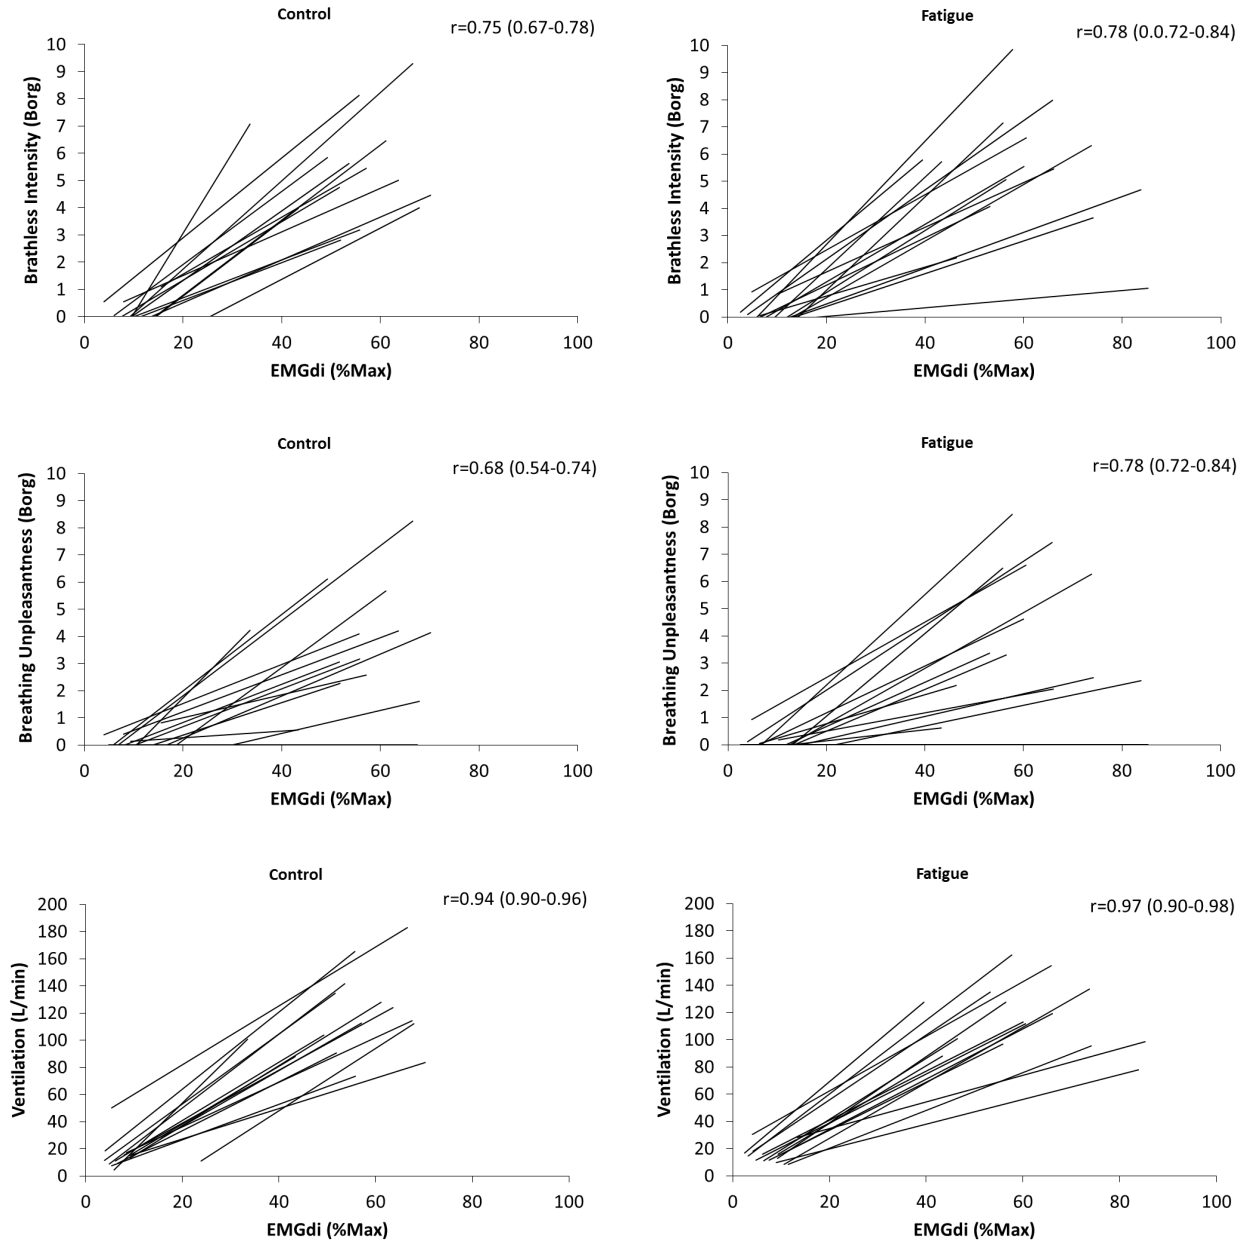 Control
r=0.75 (0.67-0.78)
Brathless Intensity (Borg)
10
9
8
7
6
5
4
3
2
1
0
0 20 40 60 80 100
EMGdi (%Max)
Fatigue
r=0.78 (0.0.72-0.84)
Brathless Intensity (Borg)
10
9
8
7
6
5
4
3
2
1
0
0 20 40 60 80 100
EMGdi (%Max)
Control
r=0.68 (0.54-0.74)
Breathing Unpleasantness (Borg)
10
9
8
7
6
5
4
3
2
1
0
0 20 40 60 80 100
EMGdi (%Max)
Fatigue
r=0.78 (0.72-0.84)
Breathing Unpleasantness (Borg)
10
9
8
7
6
5
4
3
2
1
0
0 20 40 60 80 100
EMGdi (%Max)
Control
r=0.94 (0.90-0.96)
Ventilation (L/min)
200
180
160
140
120
100
80
60
40
20
0
0 20 40 60 80 100
EMGdi (%Max)
Fatigue
r=0.97 (0.90-0.98)
Ventilation (L/min)
200
180
160
140
120
100
80
60
40
20
0
0 20 40 60 80 100
EMGdi (%Max)